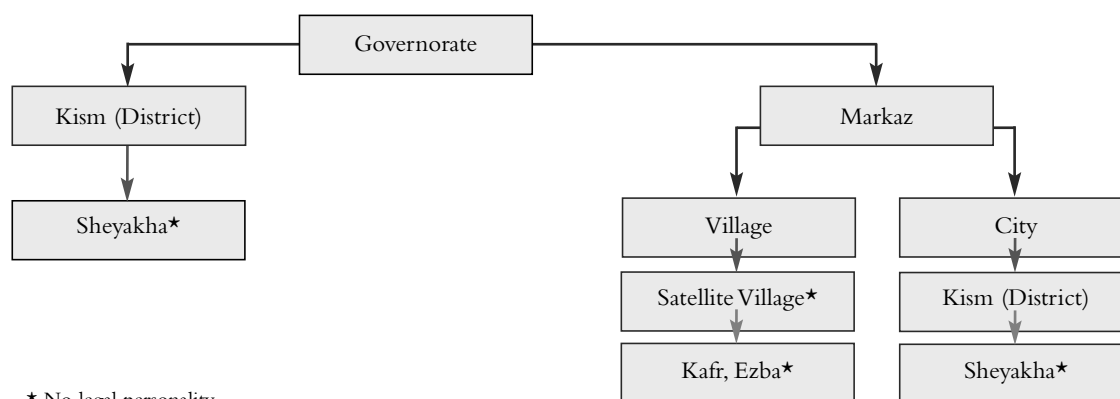 Governorate
Kism (District)
Markaz
Sheyakha★
Village
City
Satellite Village★
Kism (District)
Kafr, Ezba★
Sheyakha★
★ No legal personality